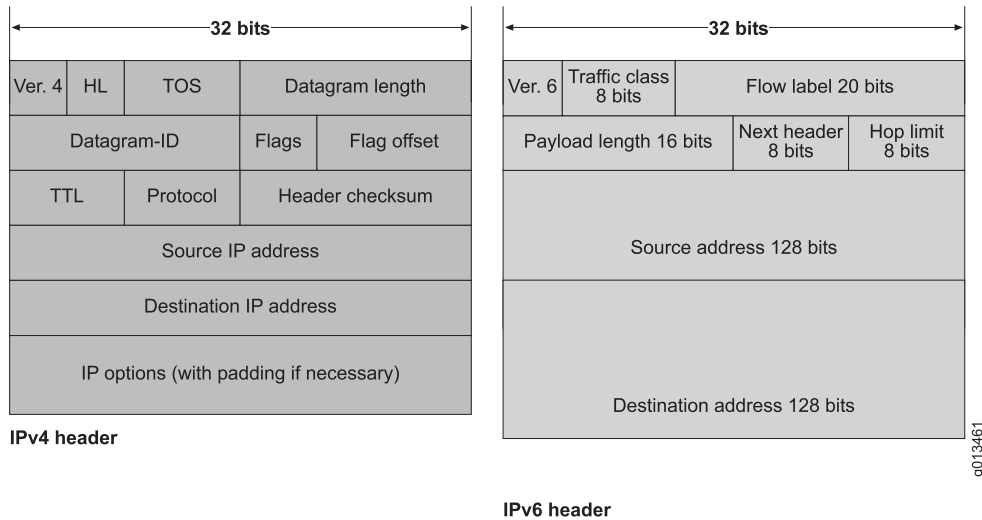 32 bits
Ver. 4 HL TOS Datagram length
Datagram-ID Flags Flag offset
TTL Protocol Header checksum
Source IP address
Destination IP address
IP options (with padding if necessary)
IPv4 header
32 bits
Ver. 6 Traffic class 8 bits Flow label 20 bits
Payload length 16 bits Next header 8 bits Hop limit 8 bits
Source address 128 bits
Destination address 128 bits
IPv6 header
g013461